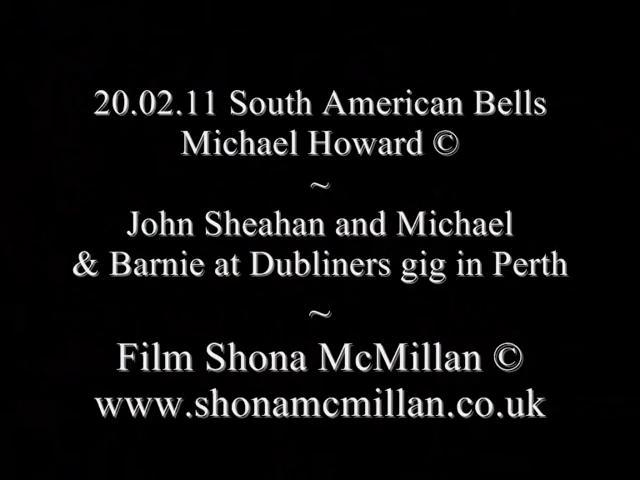 20.02.11 South American Bells
Michael Howard ©
~
John Sheahan and Michael
& Barnie at Dubliners gig in Perth
~
Film Shona McMillan ©
www.shonamcmillan.co.uk